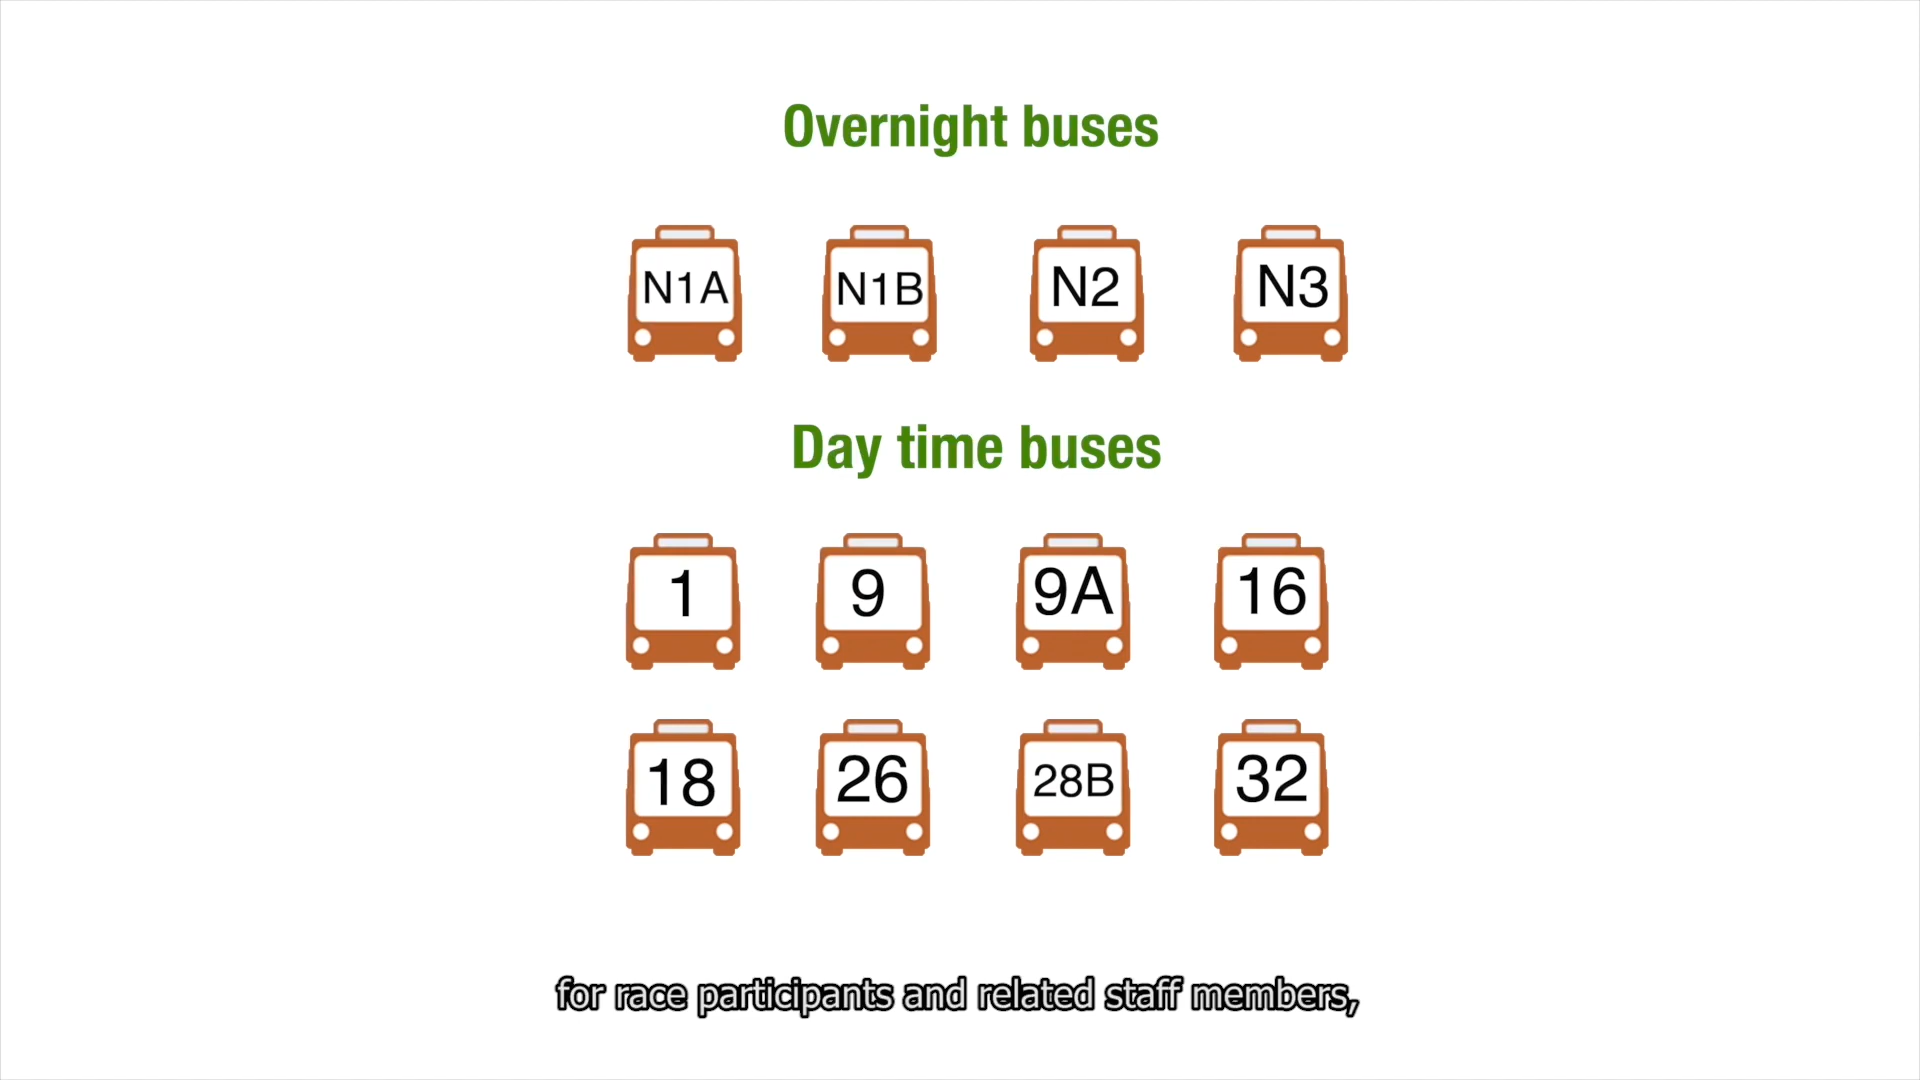 Overnight buses
N1A N1B N2 N3
Day time buses
1 9 9A 16
18 26 28B 32
for race participants and related staff members,